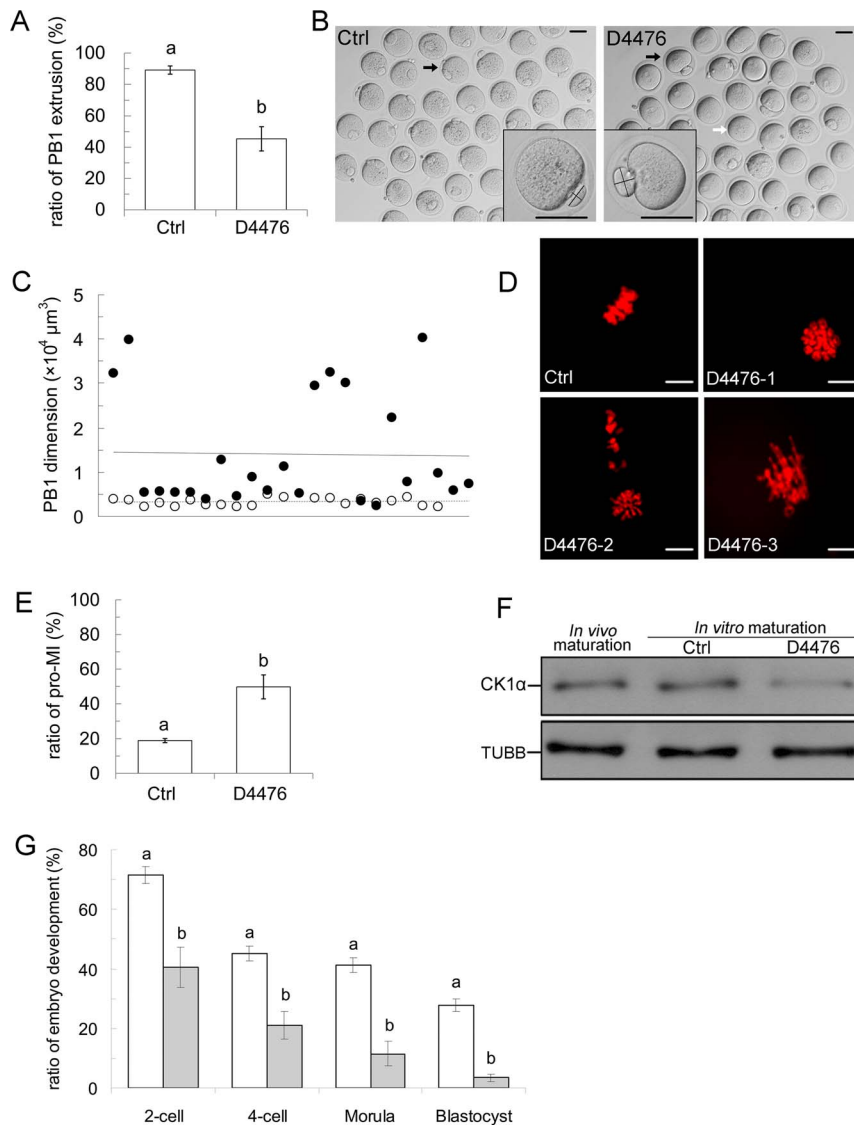 A
ratio of PB1 extrusion (%)
100
80
60
40
20
0
a
b
Ctrl
D4476
B
Ctrl
D4476
C
PB1 dimension (×10⁴ µm³)
5
4
3
2
1
0
D
Ctrl
D4476-1
D4476-2
D4476-3
E
ratio of pro-MI (%)
100
80
60
40
20
0
a
b
Ctrl
D4476
F
In vivo
maturation
In vitro maturation
Ctrl
D4476
CK1α
TUBB
G
ratio of embryo development (%)
80
60
40
20
0
a
b
a
b
a
b
a
b
2-cell
4-cell
Morula
Blastocyst